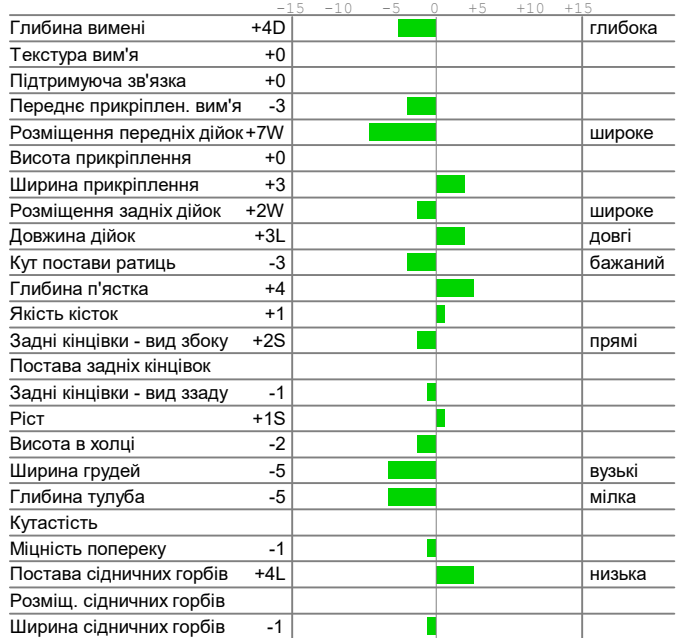 -15 -10 -5 0 +5 +10 +15
Глибина вимені +4D глибока
Текстура вим'я +0
Підтримуюча зв'язка +0
Переднє прикріплен. вим'я -3
Розміщення передніх дійок +7W широке
Висота прикріплення +0
Ширина прикріплення +3
Розміщення задніх дійок +2W широке
Довжина дійок +3L довгі
Кут постави ратиць -3 бажаний
Глибина п'ястка +4
Якість кісток +1
Задні кінцівки - вид збоку +2S прямі
Постава задніх кінцівок
Задні кінцівки - вид ззаду -1
Ріст +1S
Висота в холці -2
Ширина грудей -5 вузькі
Глибина тулуба -5 мілка
Кутастість
Міцність попереку -1
Постава сідничних горбів +4L низька
Розміщ. сідничних горбів
Ширина сідничних горбів -1